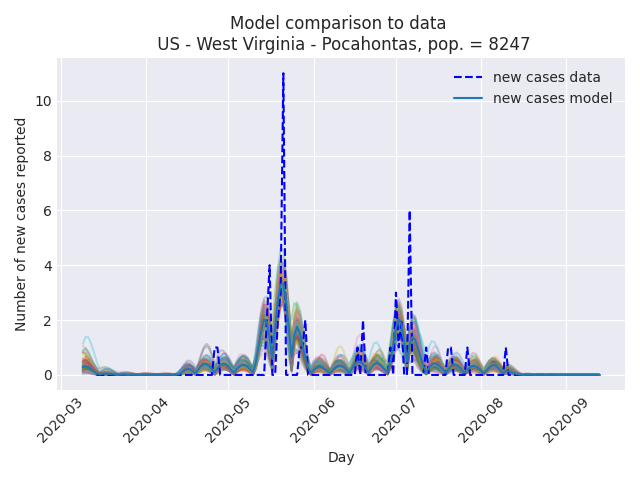 Model comparison to data
US - West Virginia - Pocahontas, pop. = 8247
new cases data
new cases model
Number of new cases reported
10
8
6
4
2
0
2020-03
2020-04
2020-05
2020-06
2020-07
2020-08
2020-09
Day